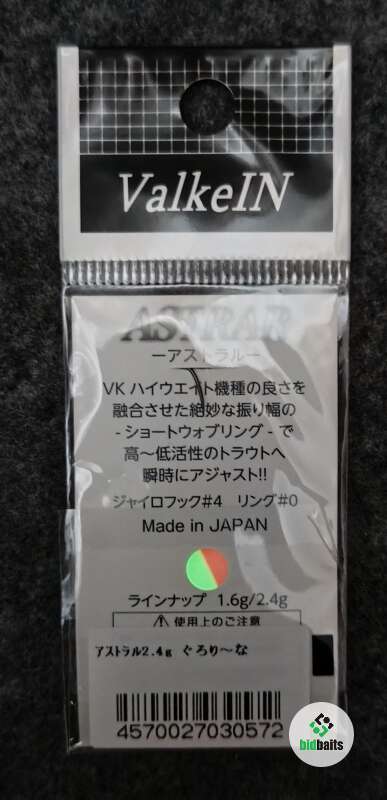 ValkeIN
ASTRAR
ーアストラルー
VK ハイウエイト機種の良さを
融合させた絶妙な振り幅の
- ショートウォブリング - で
高～低活性のトラウトへ
瞬時にアジャスト!!
ジャイロフック#4 リング#0
Made in JAPAN
ラインナップ 1.6g/2.4g
⚠ 使用上のご注意
アストラル2.4g ぐろり～な
4570027030572
bidbaits